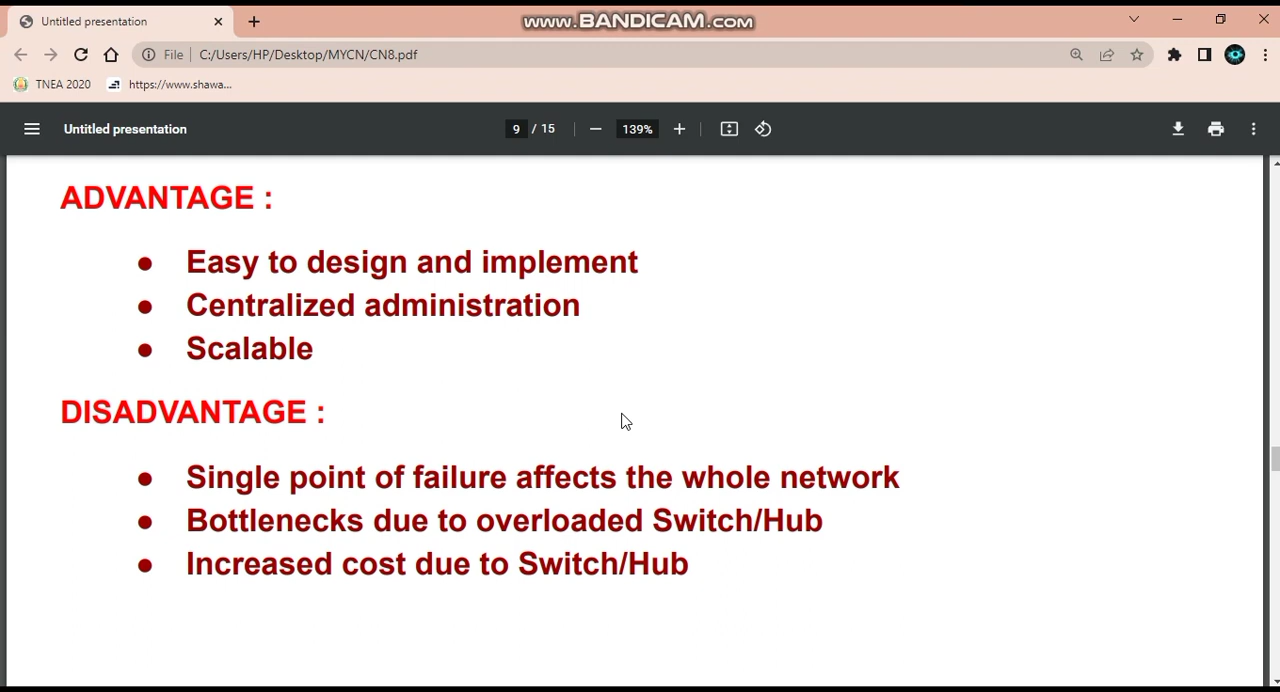 Untitled presentation
www.BANDICAM.com
File
C:/Users/HP/Desktop/MYCN/CN8.pdf
TNEA 2020
https://www.shawa...
Untitled presentation
9 / 15
139%
ADVANTAGE :
● Easy to design and implement
● Centralized administration
● Scalable
DISADVANTAGE :
● Single point of failure affects the whole network
● Bottlenecks due to overloaded Switch/Hub
● Increased cost due to Switch/Hub